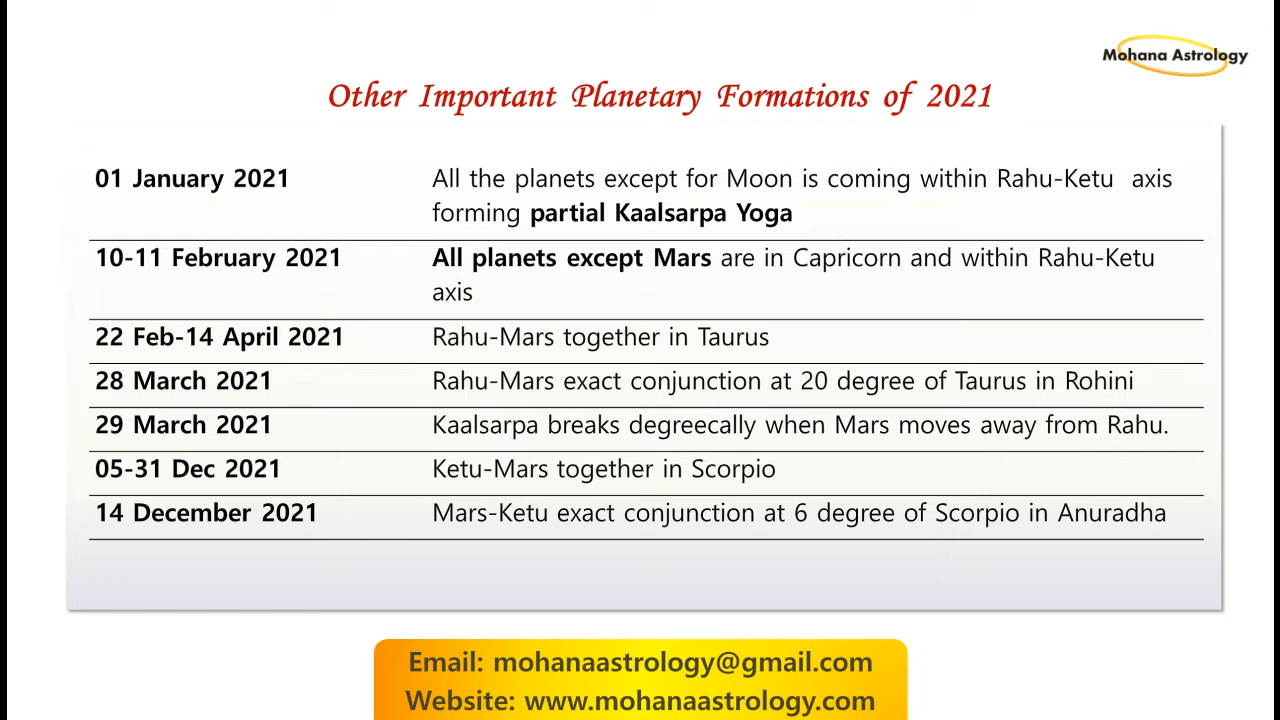 Mohana Astrology
Other Important Planetary Formations of 2021
01 January 2021
All the planets except for Moon is coming within Rahu-Ketu axis
forming partial Kaalsarpa Yoga
10-11 February 2021
All planets except Mars are in Capricorn and within Rahu-Ketu
axis
22 Feb-14 April 2021
Rahu-Mars together in Taurus
28 March 2021
Rahu-Mars exact conjunction at 20 degree of Taurus in Rohini
29 March 2021
Kaalsarpa breaks degreecally when Mars moves away from Rahu.
05-31 Dec 2021
Ketu-Mars together in Scorpio
14 December 2021
Mars-Ketu exact conjunction at 6 degree of Scorpio in Anuradha
Email: mohanaastrology@gmail.com
Website: www.mohanaastrology.com